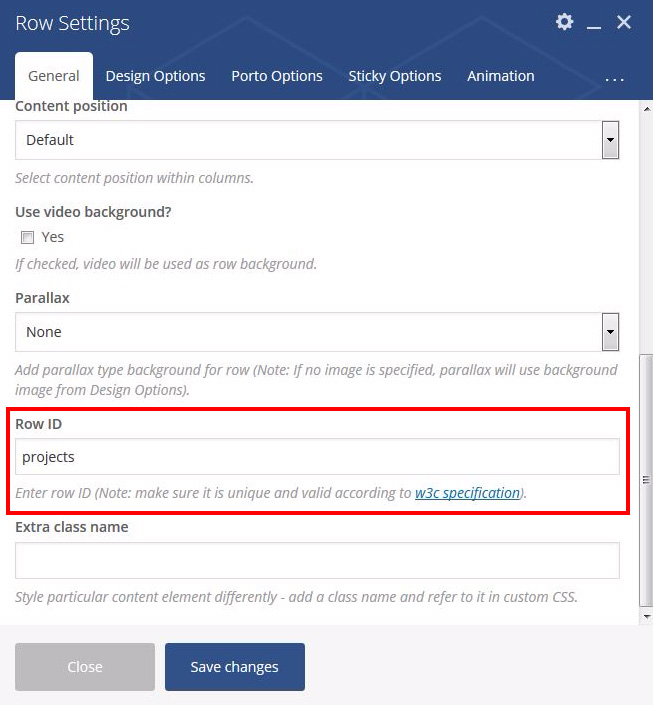 Row Settings
General Design Options Porto Options Sticky Options Animation ...
Content position
Default
Select content position within columns.
Use video background?
Yes
If checked, video will be used as row background.
Parallax
None
Add parallax type background for row (Note: If no image is specified, parallax will use background
image from Design Options).
Row ID
projects
Enter row ID (Note: make sure it is unique and valid according to w3c specification).
Extra class name
Style particular content element differently - add a class name and refer to it in custom CSS.
Close Save changes